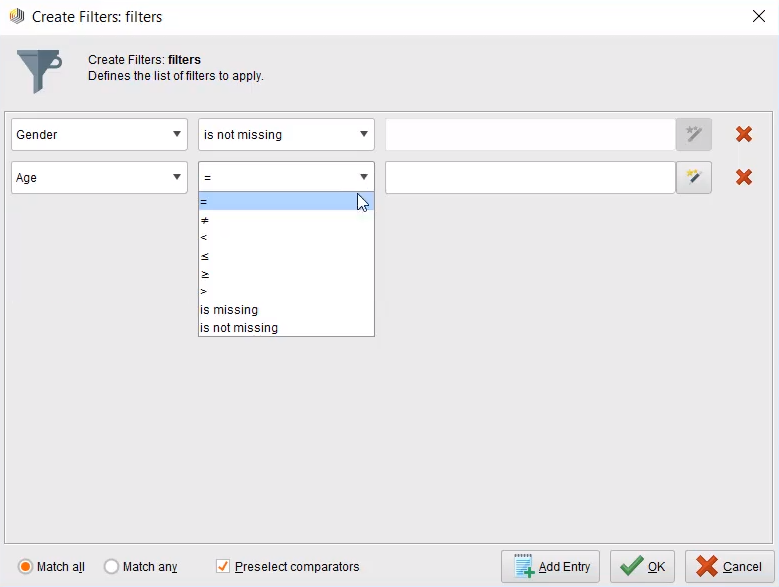 Create Filters: filters
Create Filters: filters
Defines the list of filters to apply.
Gender is not missing
Age =
=
≠
<
≤
≥
>
is missing
is not missing
Match all Match any Preselect comparators Add Entry OK Cancel